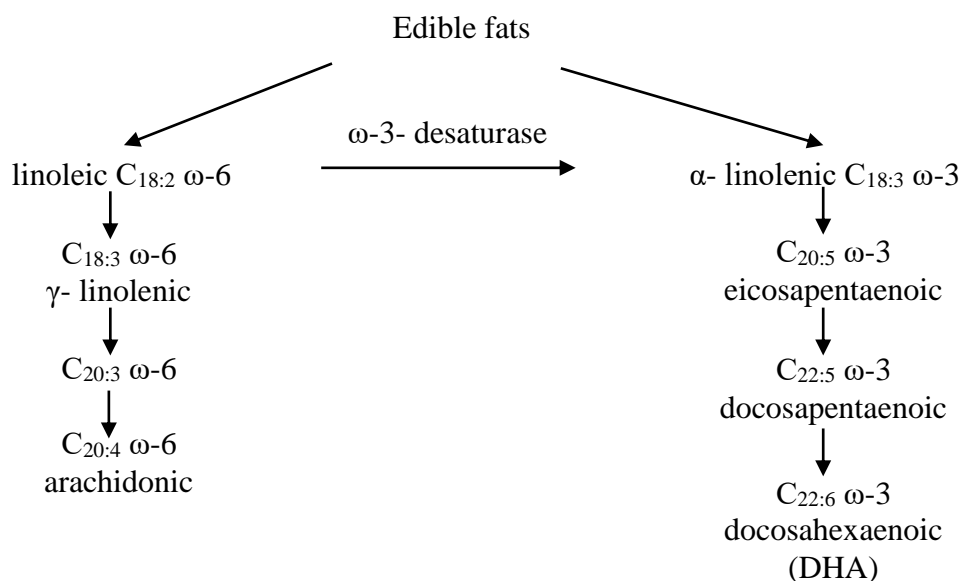 Edible fats
ω-3- desaturase
linoleic C₁₈:₂ ω-6
α- linolenic C₁₈:₃ ω-3
C₁₈:₃ ω-6
γ- linolenic
C₂₀:₃ ω-6
C₂₀:₄ ω-6
arachidonic
C₂₀:₅ ω-3
eicosapentaenoic
C₂₂:₅ ω-3
docosapentaenoic
C₂₂:₆ ω-3
docosahexaenoic
(DHA)